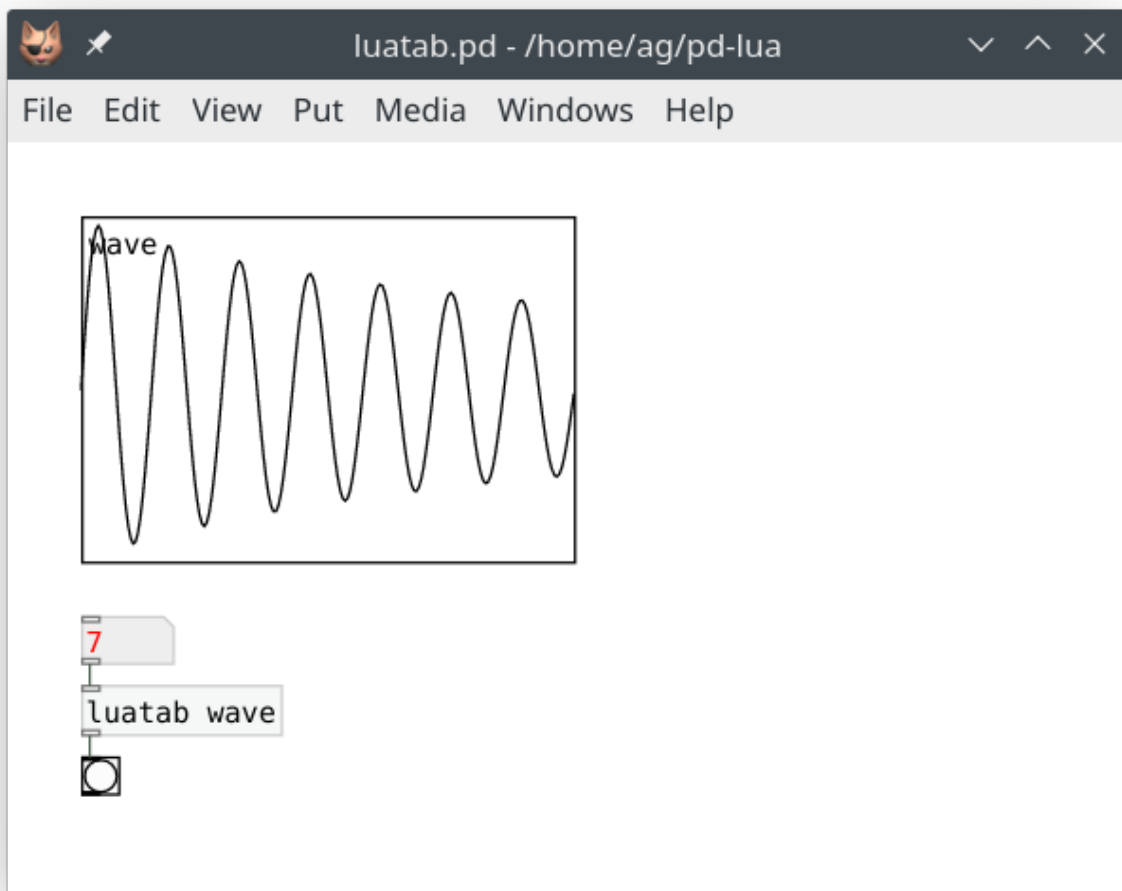 luatab.pd - /home/ag/pd-lua
File Edit View Put Media Windows Help
wave
7
luatab wave